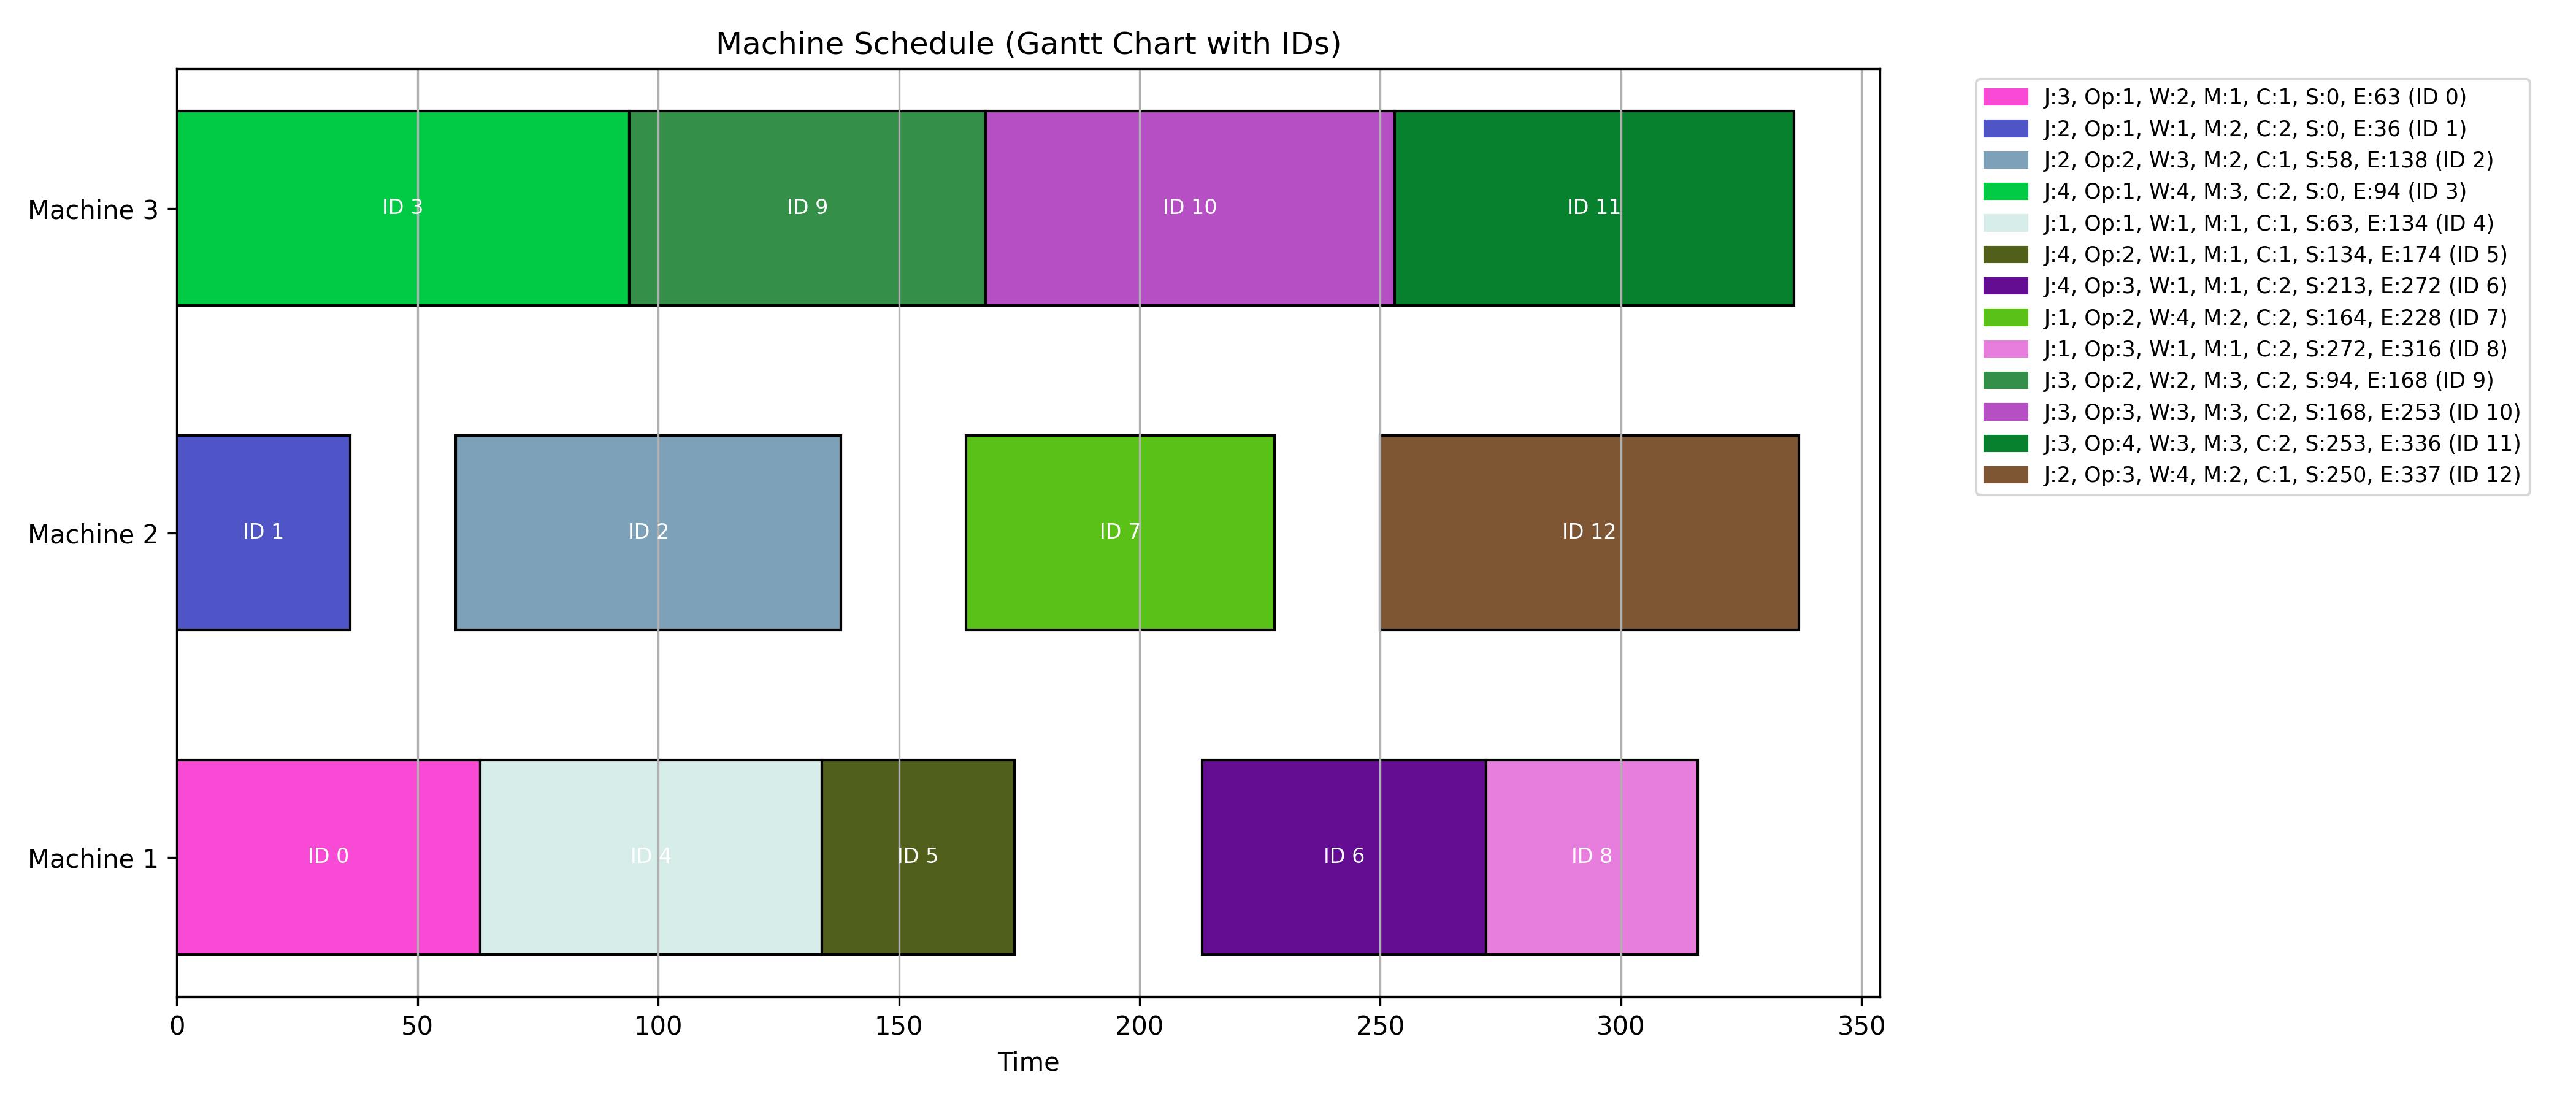 Machine Schedule (Gantt Chart with IDs)
Machine 3
ID 3
ID 9
ID 10
ID 11
Machine 2
ID 1
ID 2
ID 7
ID 12
Machine 1
ID 0
ID 4
ID 5
ID 6
ID 8
0 50 100 150 200 250 300 350
Time
J:3, Op:1, W:2, M:1, C:1, S:0, E:63 (ID 0)
J:2, Op:1, W:1, M:2, C:2, S:0, E:36 (ID 1)
J:2, Op:2, W:3, M:2, C:1, S:58, E:138 (ID 2)
J:4, Op:1, W:4, M:3, C:2, S:0, E:94 (ID 3)
J:1, Op:1, W:1, M:1, C:1, S:63, E:134 (ID 4)
J:4, Op:2, W:1, M:1, C:1, S:134, E:174 (ID 5)
J:4, Op:3, W:1, M:1, C:2, S:213, E:272 (ID 6)
J:1, Op:2, W:4, M:2, C:2, S:164, E:228 (ID 7)
J:1, Op:3, W:1, M:1, C:2, S:272, E:316 (ID 8)
J:3, Op:2, W:2, M:3, C:2, S:94, E:168 (ID 9)
J:3, Op:3, W:3, M:3, C:2, S:168, E:253 (ID 10)
J:3, Op:4, W:3, M:3, C:2, S:253, E:336 (ID 11)
J:2, Op:3, W:4, M:2, C:1, S:250, E:337 (ID 12)